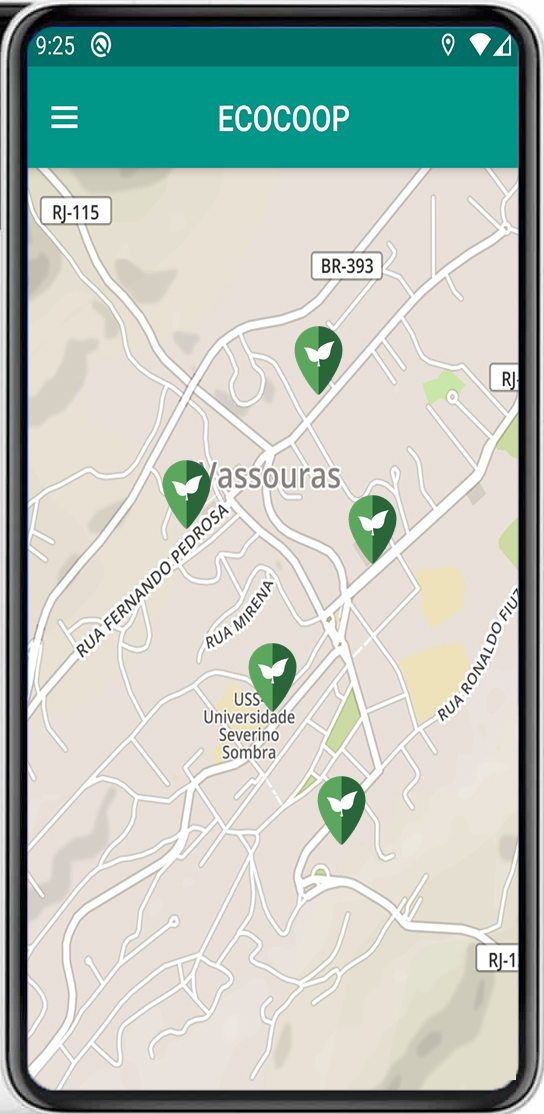 9:25
ECOCOOP
RJ-115
BR-393
RJ-
Vassouras
RUA FERNANDO PEDROSA
RUA MIRENA
RUA RONALDO FIUZ
USS-
Universidade
Severino
Sombra
RJ-1